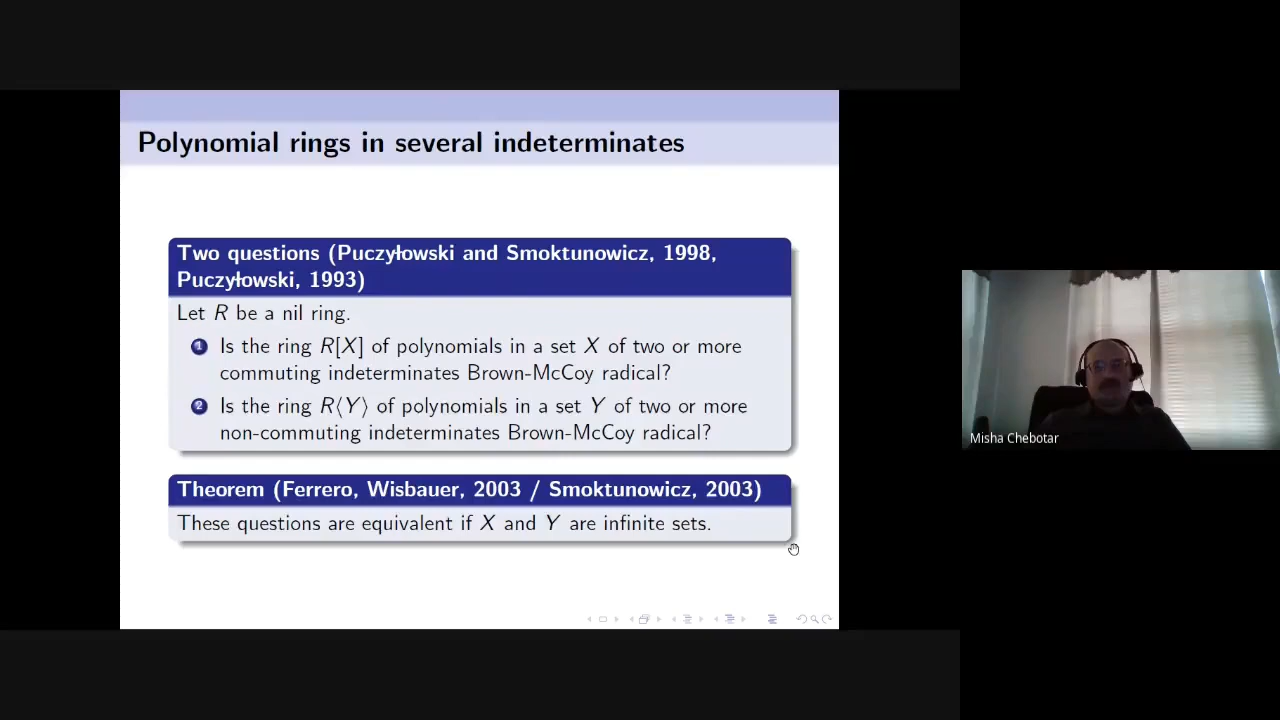 Polynomial rings in several indeterminates
Two questions (Puczyłowski and Smoktunowicz, 1998,
Puczyłowski, 1993)
Let R be a nil ring.
1 Is the ring R[X] of polynomials in a set X of two or more
commuting indeterminates Brown-McCoy radical?
2 Is the ring R⟨Y⟩ of polynomials in a set Y of two or more
non-commuting indeterminates Brown-McCoy radical?
Theorem (Ferrero, Wisbauer, 2003 / Smoktunowicz, 2003)
These questions are equivalent if X and Y are infinite sets.
Misha Chebotar